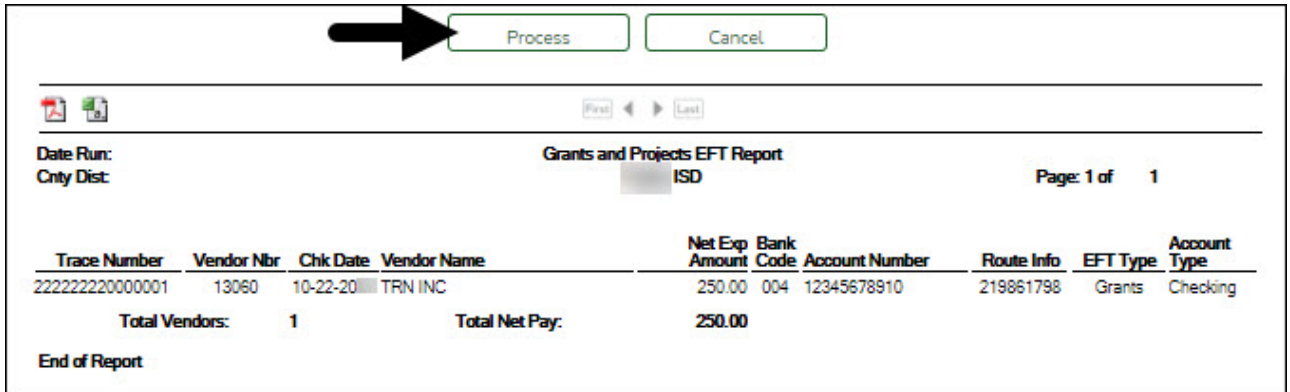 Process Cancel
First Last
Date Run: Grants and Projects EFT Report
Cnty Dist: ISD Page: 1 of 1
Net Exp Bank Account
Trace Number Vendor Nbr Chk Date Vendor Name Amount Code Account Number Route Info EFT Type Type
222222220000001 13060 10-22-20 TRN INC 250.00 004 12345678910 219861798 Grants Checking
Total Vendors: 1 Total Net Pay: 250.00
End of Report